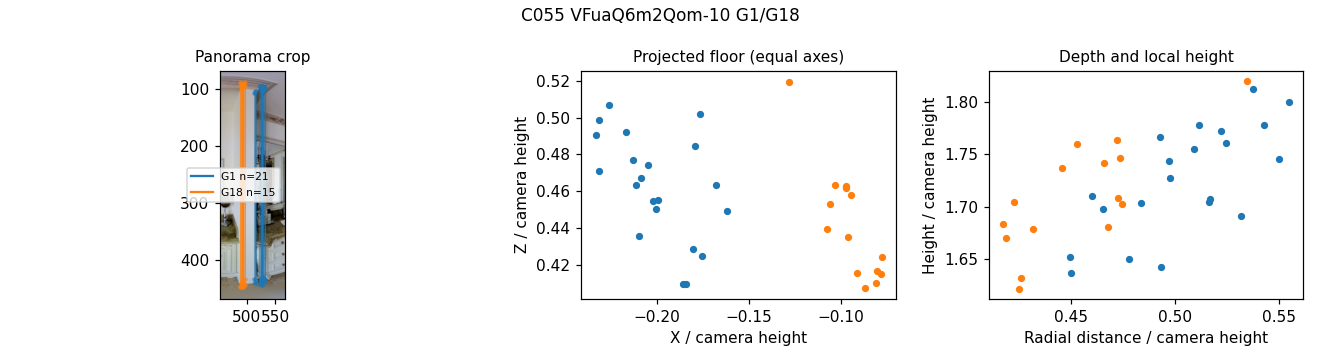 C055 VFuaQ6m2Qom-10 G1/G18
Panorama crop
100
200
300
400
500 550
G1 n=21
G18 n=15
Projected floor (equal axes)
Z / camera height
0.52
0.50
0.48
0.46
0.44
0.42
−0.20 −0.15 −0.10
X / camera height
Depth and local height
Height / camera height
1.80
1.75
1.70
1.65
0.45 0.50 0.55
Radial distance / camera height